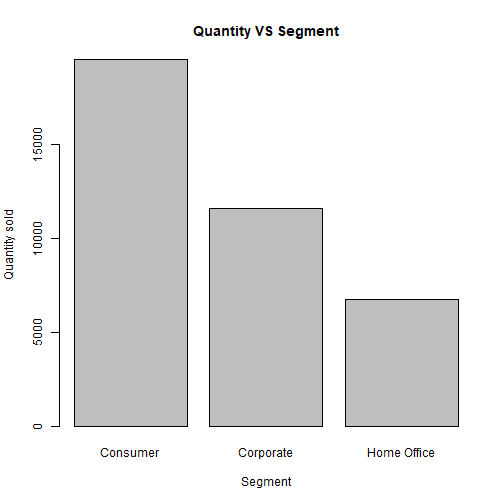 Quantity VS Segment
Quantity sold
15000
10000
5000
0
Consumer
Corporate
Home Office
Segment